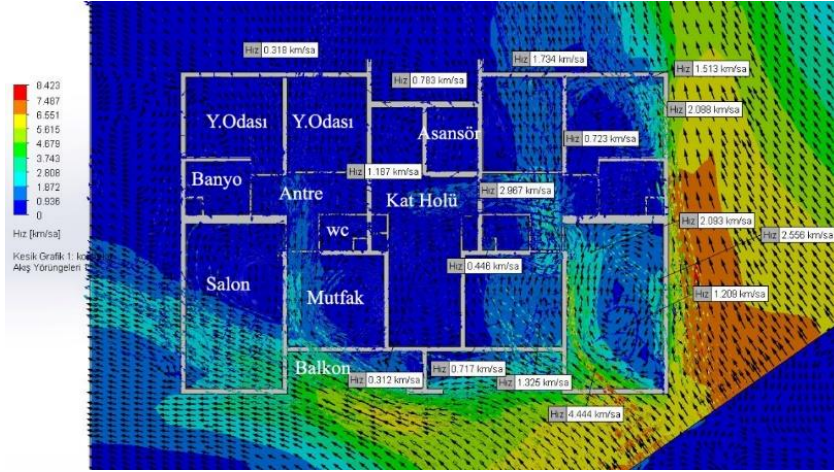 Hız 0.318 km/sa
Hız 1.734 km/sa
Hız 1.513 km/sa
Hız 0.783 km/sa
8.423
7.487
6.551
5.615
4.679
3.743
2.808
1.872
0.936
0
Hız [km/sa]
Kesik Grafik 1: ko
Akış Yörüngeleri
Hız 2.088 km/sa
Y.Odası
Y.Odası
Asansör
Hız 0.723 km/sa
Hız 1.187 km/sa
Banyo
Antre
Kat Holü
Hız 2.967 km/sa
Hız 2.093 km/sa
wc
Hız 2.556 km/sa
Hız 0.446 km/sa
Salon
Mutfak
Hız 1.209 km/sa
Balkon
Hız 0.717 km/sa
Hız 0.312 km/sa
Hız 1.325 km/sa
Hız 4.444 km/sa